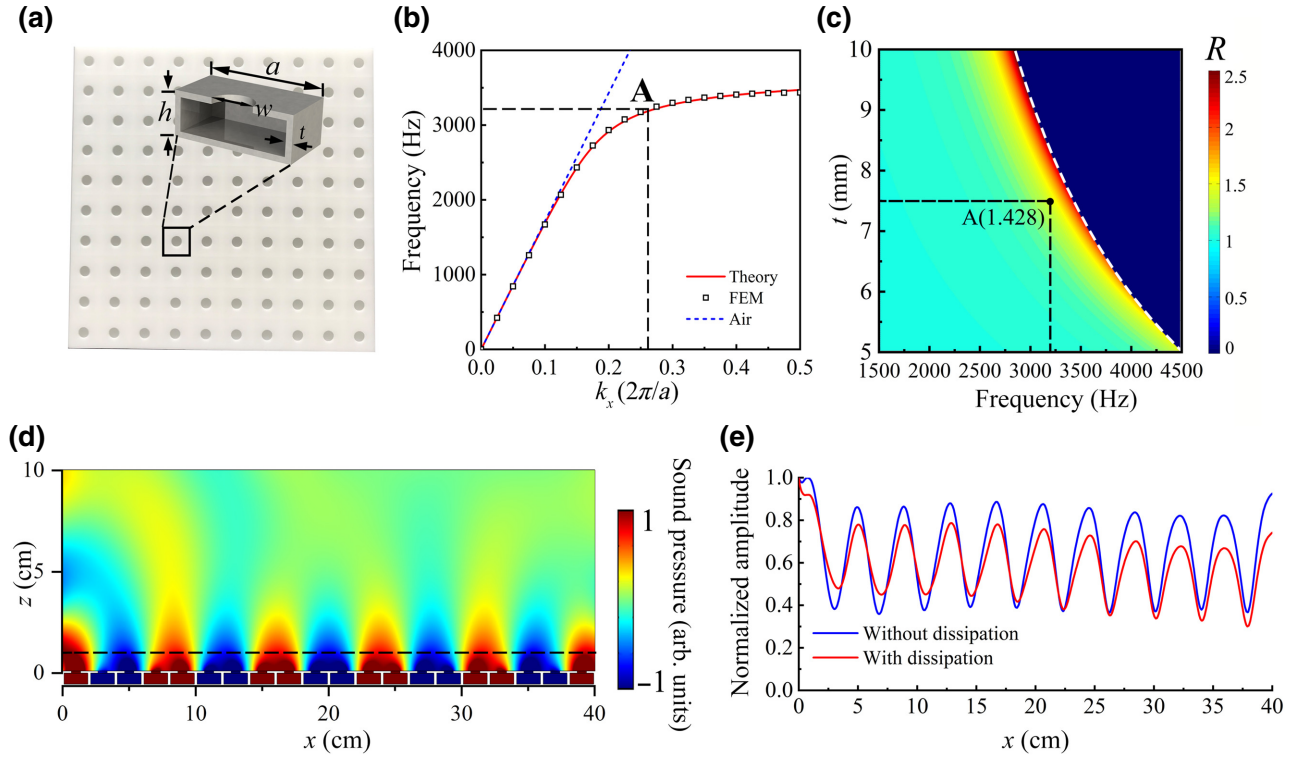 (a)
a
h
w
t
(b)
4000
3000
2000
1000
0
Frequency (Hz)
A
Theory
FEM
Air
0.0 0.1 0.2 0.3 0.4 0.5
kₓ (2π/a)
(c)
10
9
8
7
6
5
t (mm)
A(1.428)
1500 2000 2500 3000 3500 4000 4500
Frequency (Hz)
R
2.5
2
1.5
1
0.5
0
(d)
10
5
0
z (cm)
0 10 20 30 40
x (cm)
1
−1
Sound pressure (arb. units)
(e)
1.0
0.8
0.6
0.4
0.2
0.0
Normalized amplitude
Without dissipation
With dissipation
0 5 10 15 20 25 30 35 40
x (cm)